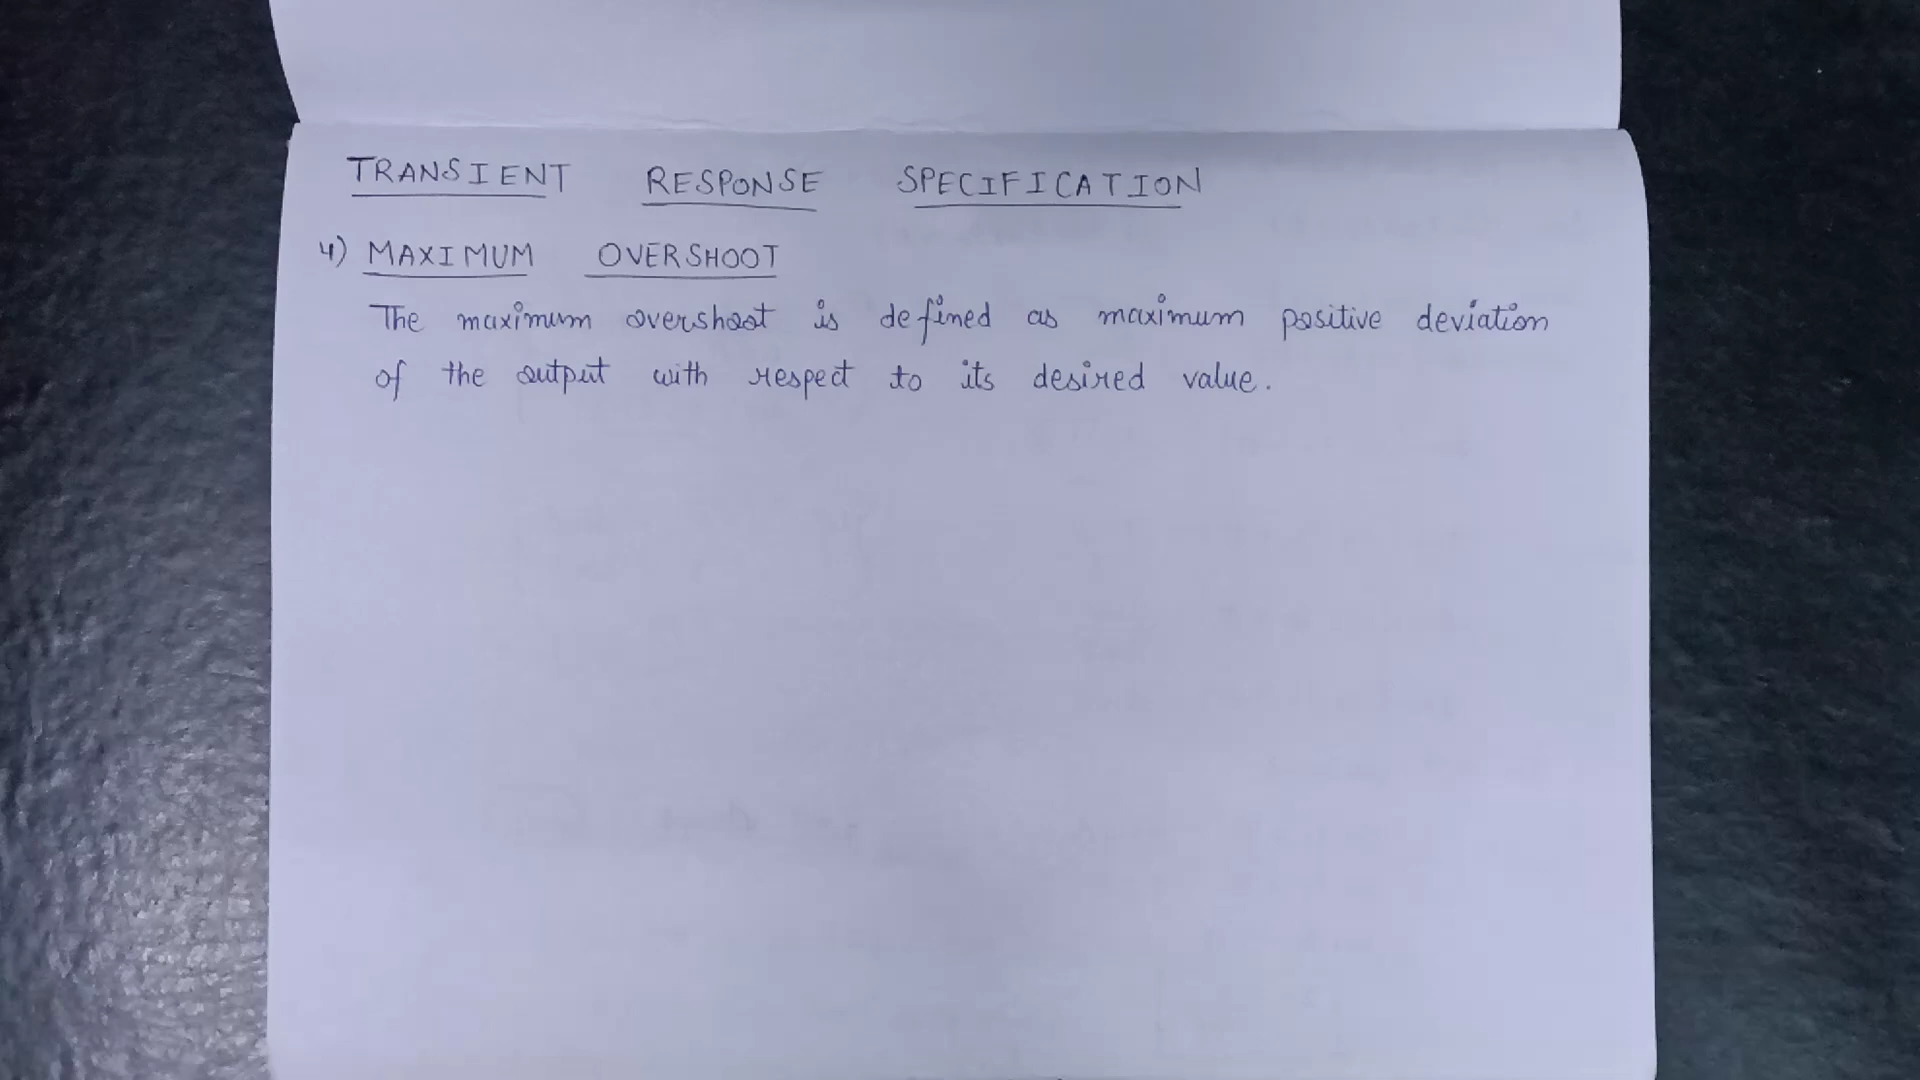 TRANSIENT RESPONSE SPECIFICATION
4) MAXIMUM OVERSHOOT
The maximum overshoot is defined as maximum positive deviation
of the output with respect to its desired value.